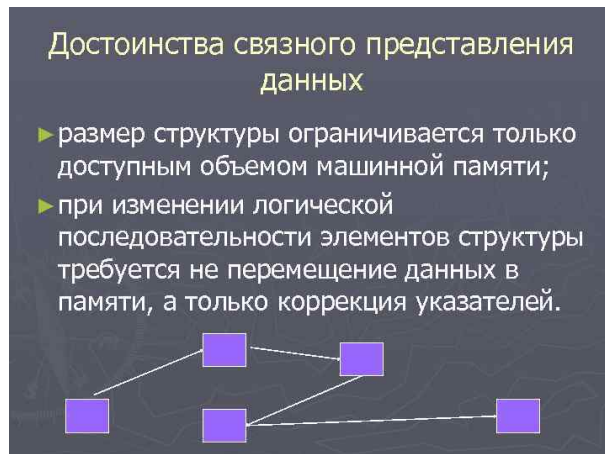 Достоинства связного представления
данных
►размер структуры ограничивается только
доступным объемом машинной памяти;
►при изменении логической
последовательности элементов структуры
требуется не перемещение данных в
памяти, а только коррекция указателей.